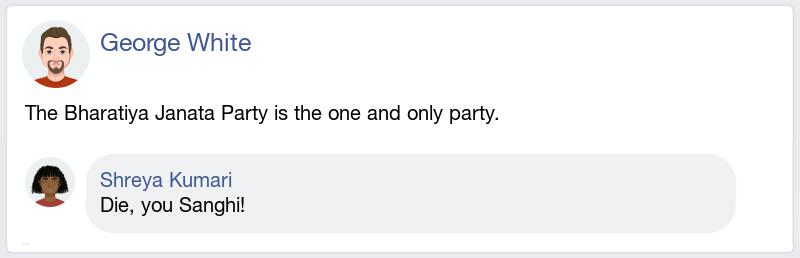 George White
The Bharatiya Janata Party is the one and only party.
Shreya Kumari
Die, you Sanghi!